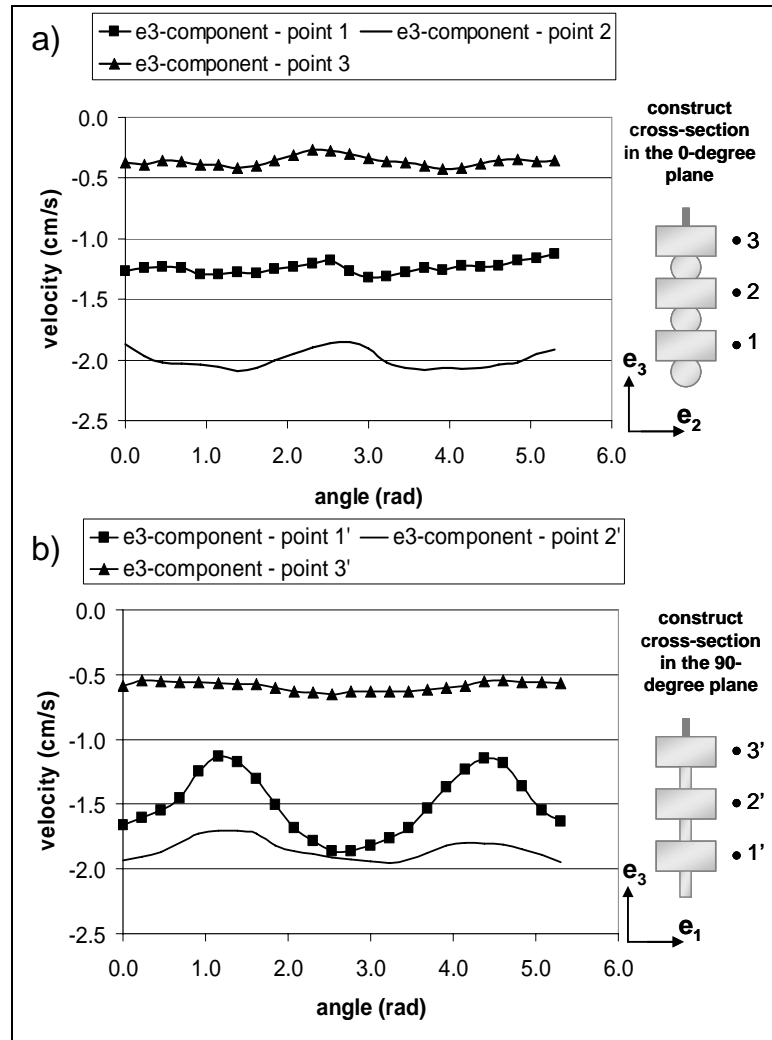 a)
e3-component - point 1 e3-component - point 2
e3-component - point 3
0.0
-0.5
-1.0
-1.5
-2.0
-2.5
velocity (cm/s)
0.0 1.0 2.0 3.0 4.0 5.0 6.0
angle (rad)
construct
cross-section
in the 0-degree
plane
3
2
1
e3
e2
b)
e3-component - point 1' e3-component - point 2'
e3-component - point 3'
0.0
-0.5
-1.0
-1.5
-2.0
-2.5
velocity (cm/s)
0.0 1.0 2.0 3.0 4.0 5.0 6.0
angle (rad)
construct
cross-section
in the 90-
degree plane
3'
2'
1'
e3
e1